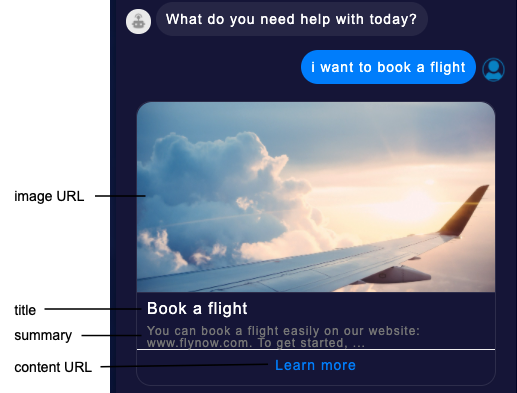 What do you need help with today?
i want to book a flight
image URL
title
Book a flight
summary
You can book a flight easily on our website:
www.flynow.com. To get started, ...
content URL
Learn more